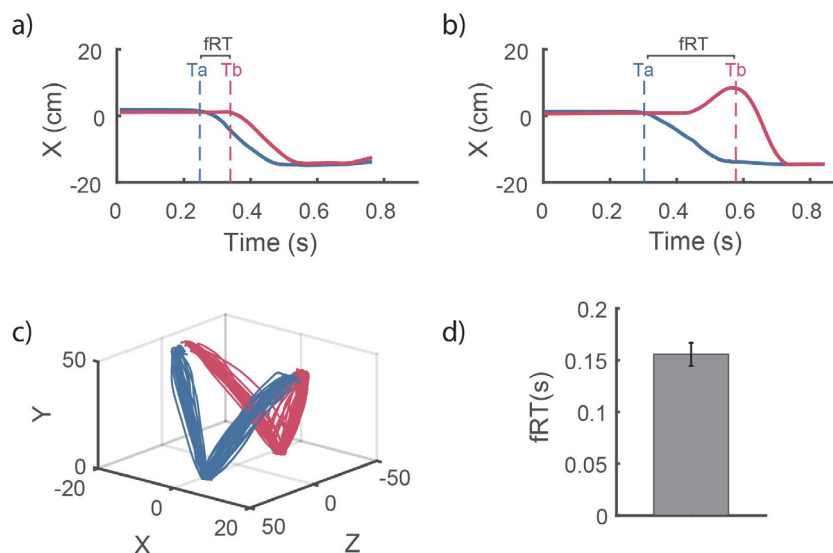 a)
fRT
Ta Tb
20
0
-20
X (cm)
0 0.2 0.4 0.6 0.8
Time (s)
b)
fRT
Ta Tb
20
0
-20
X (cm)
0 0.2 0.4 0.6 0.8
Time (s)
c)
50
0
Y
-20 0 20
X
50 0 -50
Z
d)
0.2
0.15
0.1
0.05
0
fRT(s)